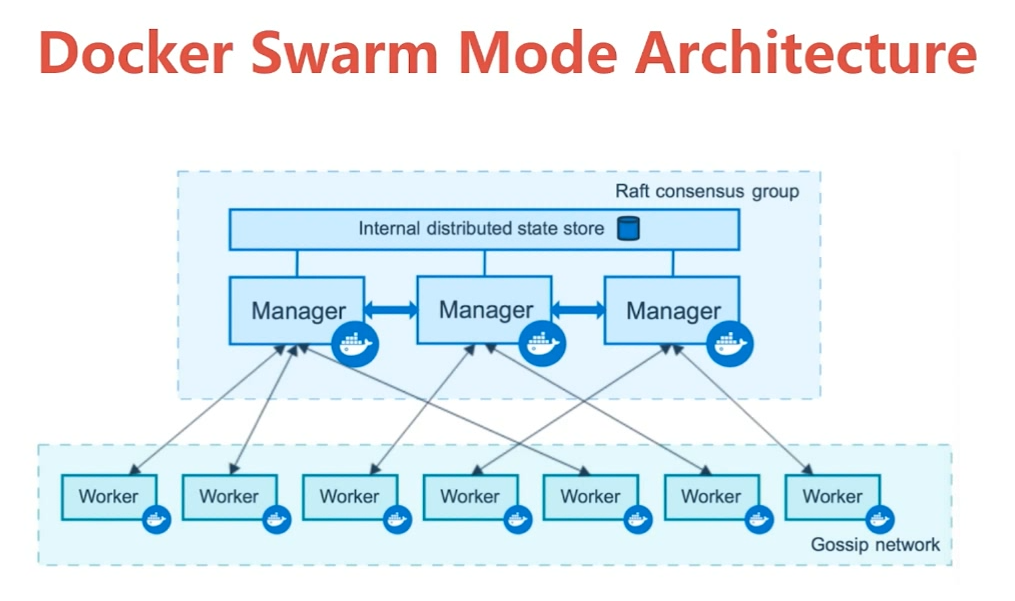 Docker Swarm Mode Architecture
Raft consensus group
Internal distributed state store
Manager
Manager
Manager
Worker
Worker
Worker
Worker
Worker
Worker
Worker
Gossip network